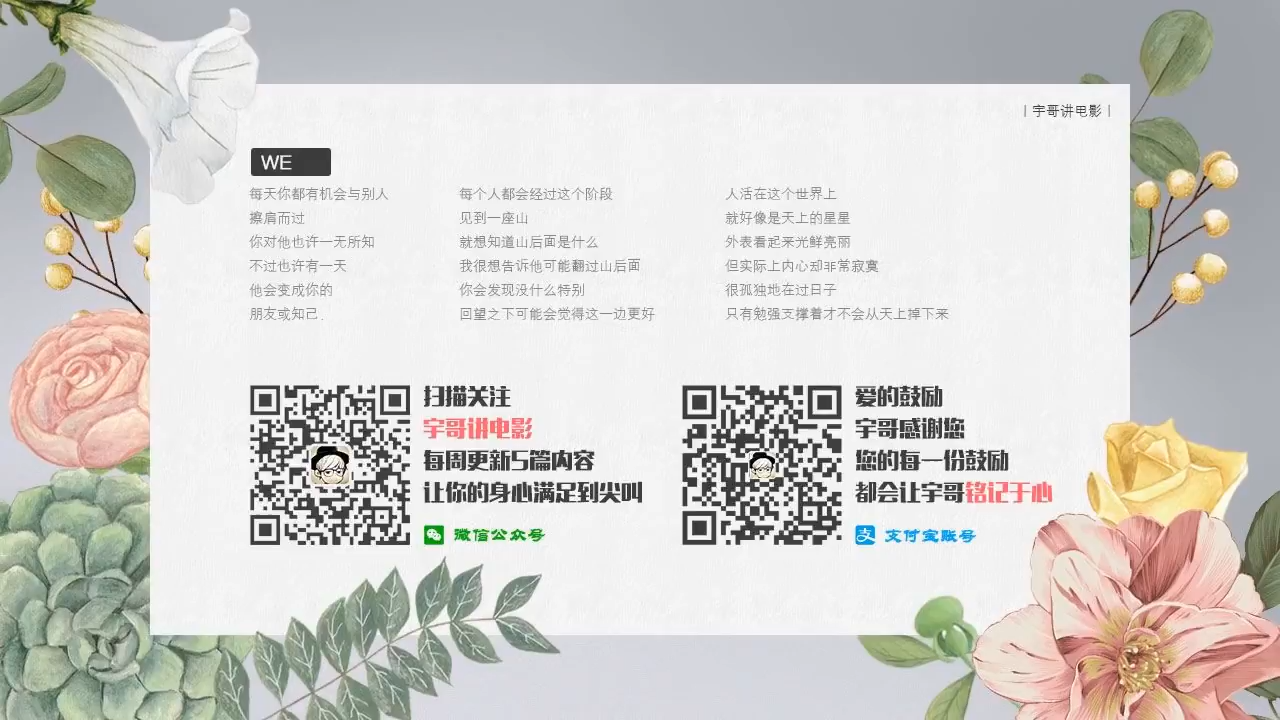 | 宇哥讲电影 |
WE
每天你都有机会与别人
擦肩而过
你对他也许一无所知
不过也许有一天
他会变成你的
朋友或知己.
每个人都会经过这个阶段
见到一座山
就想知道山后面是什么
我很想告诉他可能翻过山后面
你会发现没什么特别
回望之下可能会觉得这一边更好
人活在这个世界上
就好像是天上的星星
外表看起来光鲜亮丽
但实际上内心却非常寂寞
很孤独地在过日子
只有勉强支撑着才不会从天上掉下来
扫描关注
宇哥讲电影
每周更新5篇内容
让你的身心满足到尖叫
微信公众号
爱的鼓励
宇哥感谢您
您的每一份鼓励
都会让宇哥铭记于心
支 支付宝账号